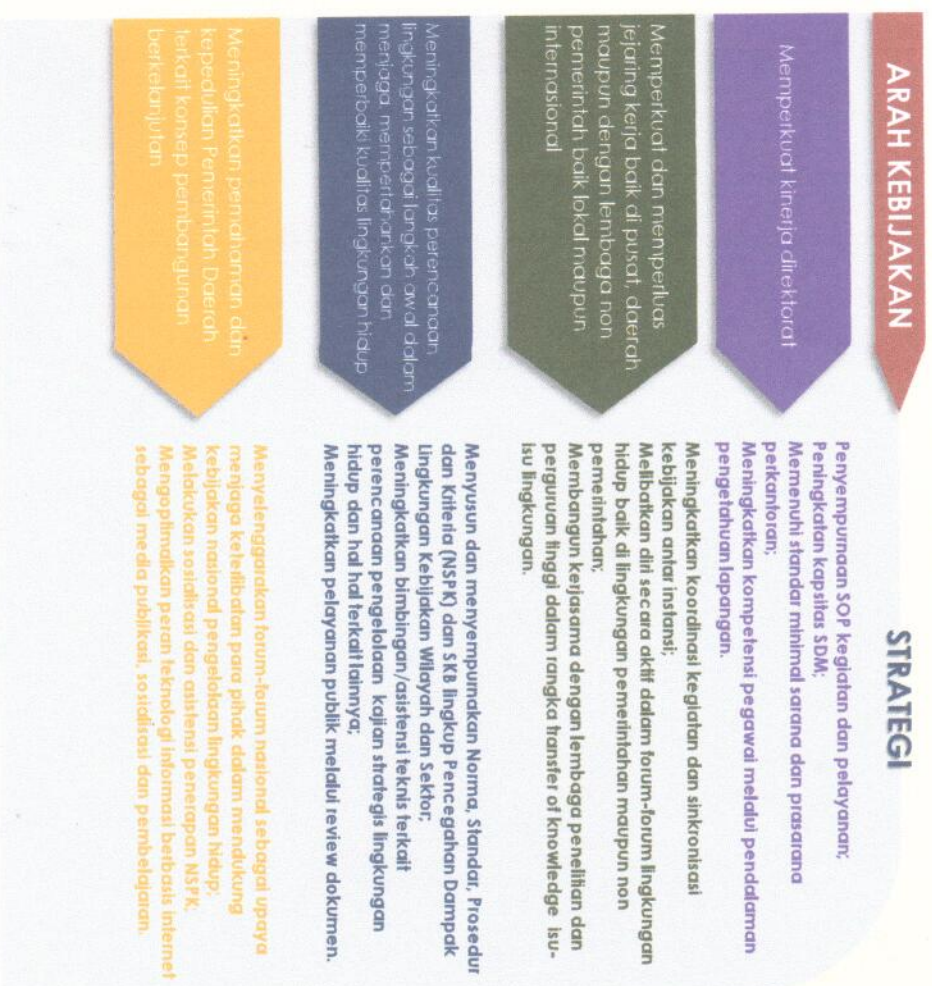 ARAH KEBIJAKAN
STRATEGI
Memperkuat kinerja direktorat
Penyempurnaan SOP kegiatan dan pelayanan;
Peningkatan kapsitas SDM;
Memenuhi standar minimal sarana dan prasarana
perkantoran;
Meningkatkan kompetensi pegawai melalui pendalaman
pengetahuan lapangan.
Memperkuat dan memperluas
jejaring kerja baik di pusat, daerah
maupun dengan lembaga non
pemerintah baik lokal maupun
internasional
Meningkatkan koordinasi kegiatan dan sinkronisasi
kebijakan antar instansi;
Melibatkan diri secara aktif dalam forum-forum lingkungan
hidup baik di lingkungan pemerintahan maupun non
pemerintahan;
Membangun kerjasama dengan lembaga penelitian dan
perguruan tinggi dalam rangka transfer of knowledge isu-
isu lingkungan.
Meningkatkan kualitas perencanaan
lingkungan sebagai langkah awal dalam
menjaga, mempertahankan dan
memperbaiki kualitas lingkungan hidup
Menyusun dan menyempurnakan Norma, Standar, Prosedur
dan Kriteria (NSPK) dan SKB lingkup Pencegahan Dampak
Lingkungan Kebijakan Wilayah dan Sektor;
Meningkatkan bimbingan/asistensi teknis terkait
perencanaan pengelolaan kajian strategis lingkungan
hidup dan hal hal terkait lainnya;
Meningkatkan pelayanan publik melalui review dokumen.
Meningkatkan pemahaman dan
kepedulian Pemerintah Daerah
terkait konsep pembangunan
berkelanjutan
Menyelenggarakan forum-forum nasional sebagai upaya
menjaga keterlibatan para pihak dalam mendukung
kebijakan nasional pengelolaan lingkungan hidup;
Melakukan sosialisasi dan asistensi penerapan NSPK;
Mengoptimalkan peran teknologi informasi berbasis internet
sebagai media publikasi, sosialisasi dan pembelajaran.